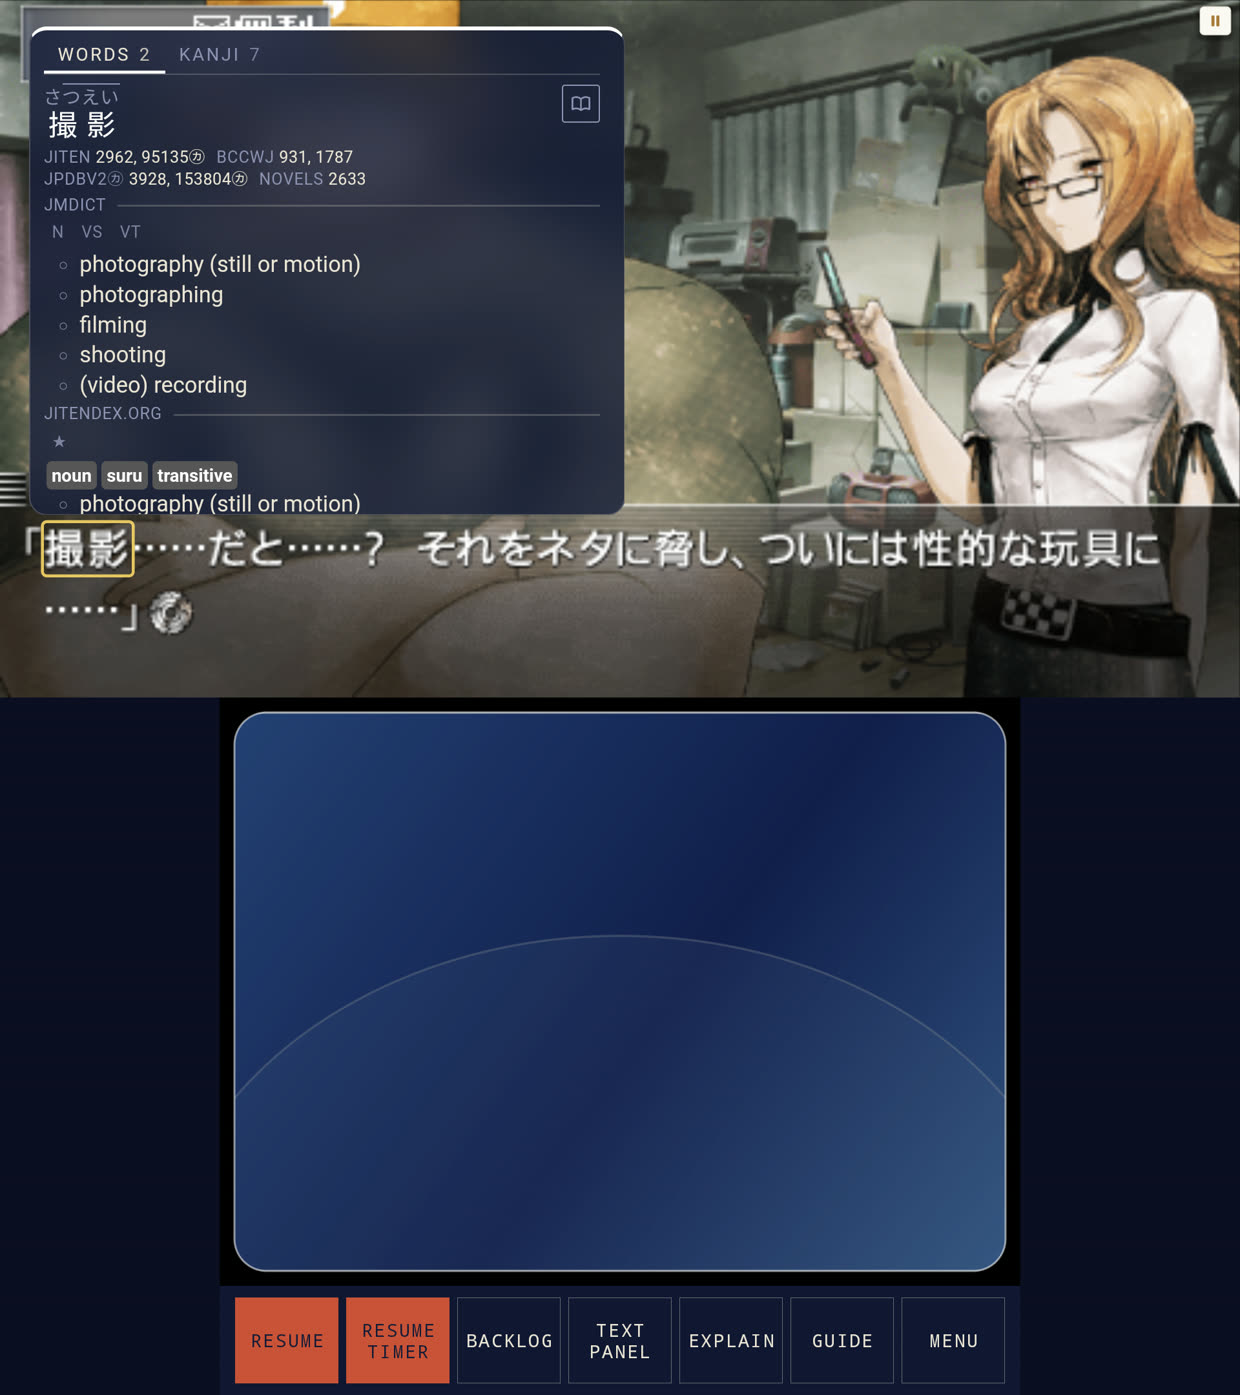 WORDS 2 KANJI 7
さつえい
撮影
JITEN 2962, 95135㋕ BCCWJ 931, 1787
JPDBV2㋕ 3928, 153804㋕ NOVELS 2633
JMDICT
N VS VT
photography (still or motion)
photographing
filming
shooting
(video) recording
JITENDEX.ORG
★
noun suru transitive
photography (still or motion)
「撮影……だと……？　それをネタに脅し、ついには性的な玩具に
……」
RESUME
RESUME
TIMER
BACKLOG
TEXT
PANEL
EXPLAIN
GUIDE
MENU